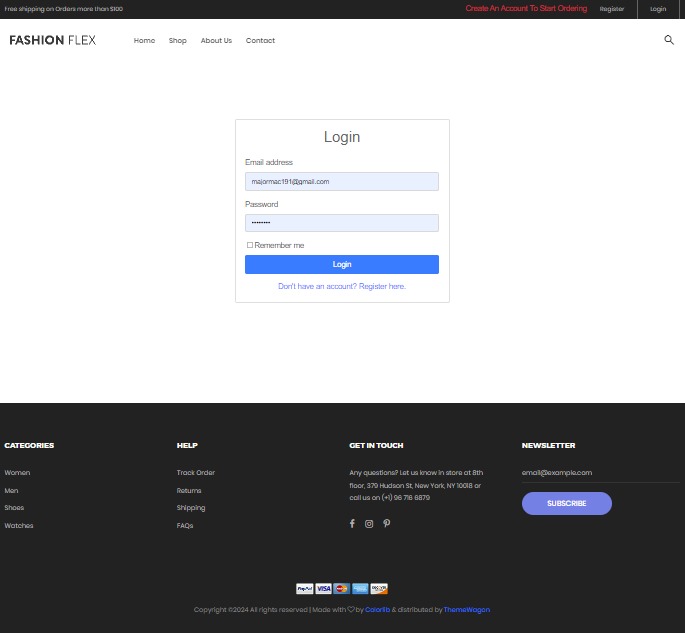 Free shipping on Orders more than $100
Create An Account To Start Ordering
Register
Login
FASHION FLEX
Home
Shop
About Us
Contact
Login
Email address
majormac191@gmail.com
Password
••••••••
Remember me
Login
Don't have an account? Register here.
CATEGORIES
Women
Men
Shoes
Watches
HELP
Track Order
Returns
Shipping
FAQs
GET IN TOUCH
Any questions? Let us know in store at 8th
floor, 379 Hudson St, New York, NY 10018 or
call us on (+1) 96 716 6879
NEWSLETTER
email@example.com
SUBSCRIBE
PayPal
VISA
Copyright ©2024 All rights reserved | Made with ♡ by Colorlib & distributed by ThemeWagon